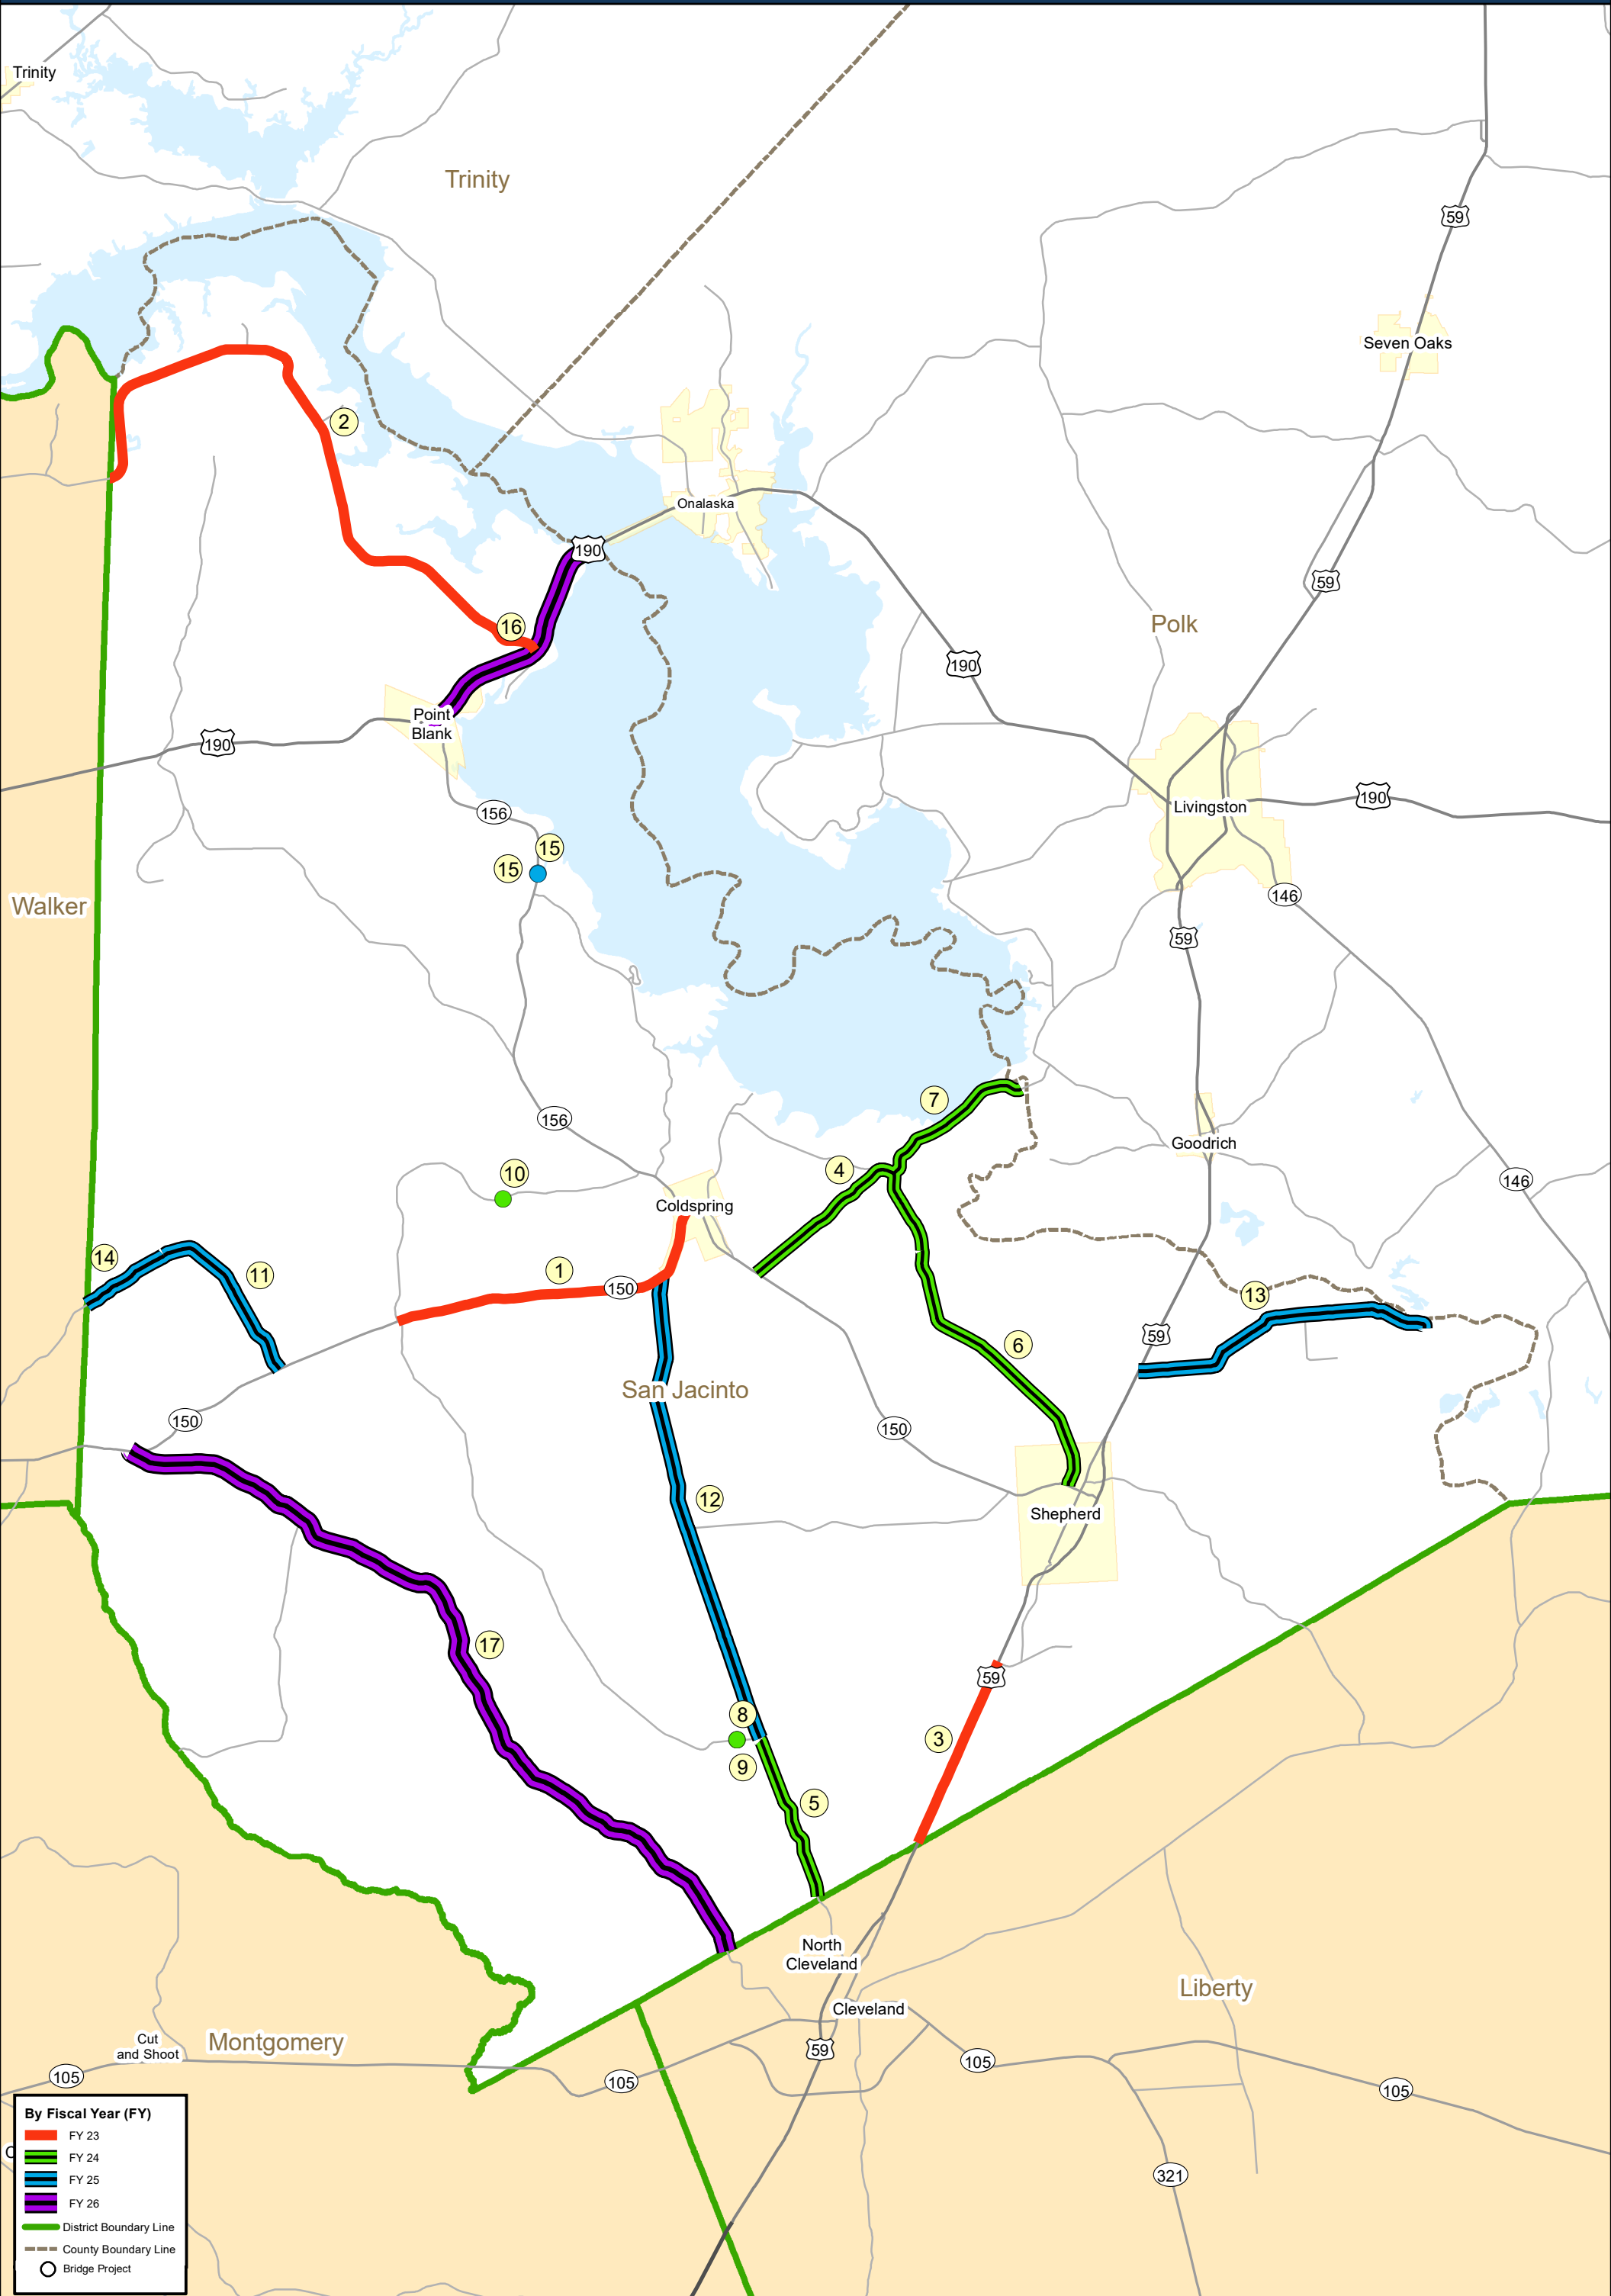 Trinity
Trinity
59
Seven Oaks
2
Onalaska
190
59
16
Polk
190
Point
Blank
190
Livingston
190
156
15
15
146
Walker
59
7
156
Goodrich
4
10
146
Coldspring
14
11
1
150
13
59
6
San Jacinto
150
150
12
Shepherd
17
59
8
3
9
5
North
Cleveland
Liberty
Cleveland
Cut
and Shoot
Montgomery
59
105
105
105
105
321
C
By Fiscal Year (FY)
FY 23
FY 24
FY 25
FY 26
District Boundary Line
County Boundary Line
Bridge Project